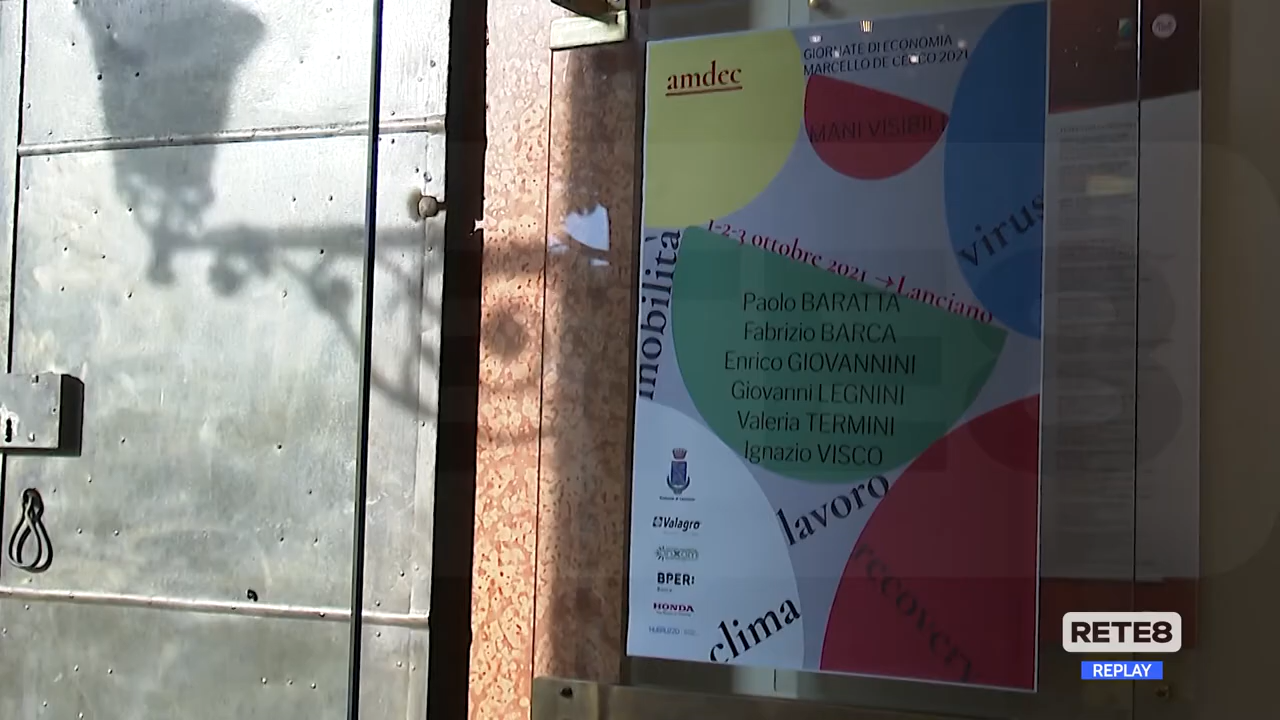 amdec
GIORNATE DI ECONOMIA
MARCELLO DE CECCO 2021
MANI VISIBILI
virus
1-2-3 ottobre 2021 → Lanciano
mobilità
Paolo BARATTA
Fabrizio BARCA
Enrico GIOVANNINI
Giovanni LEGNINI
Valeria TERMINI
Ignazio VISCO
lavoro
recovery
clima
Valagro
BPER:
Banca
HONDA
RETE8
REPLAY